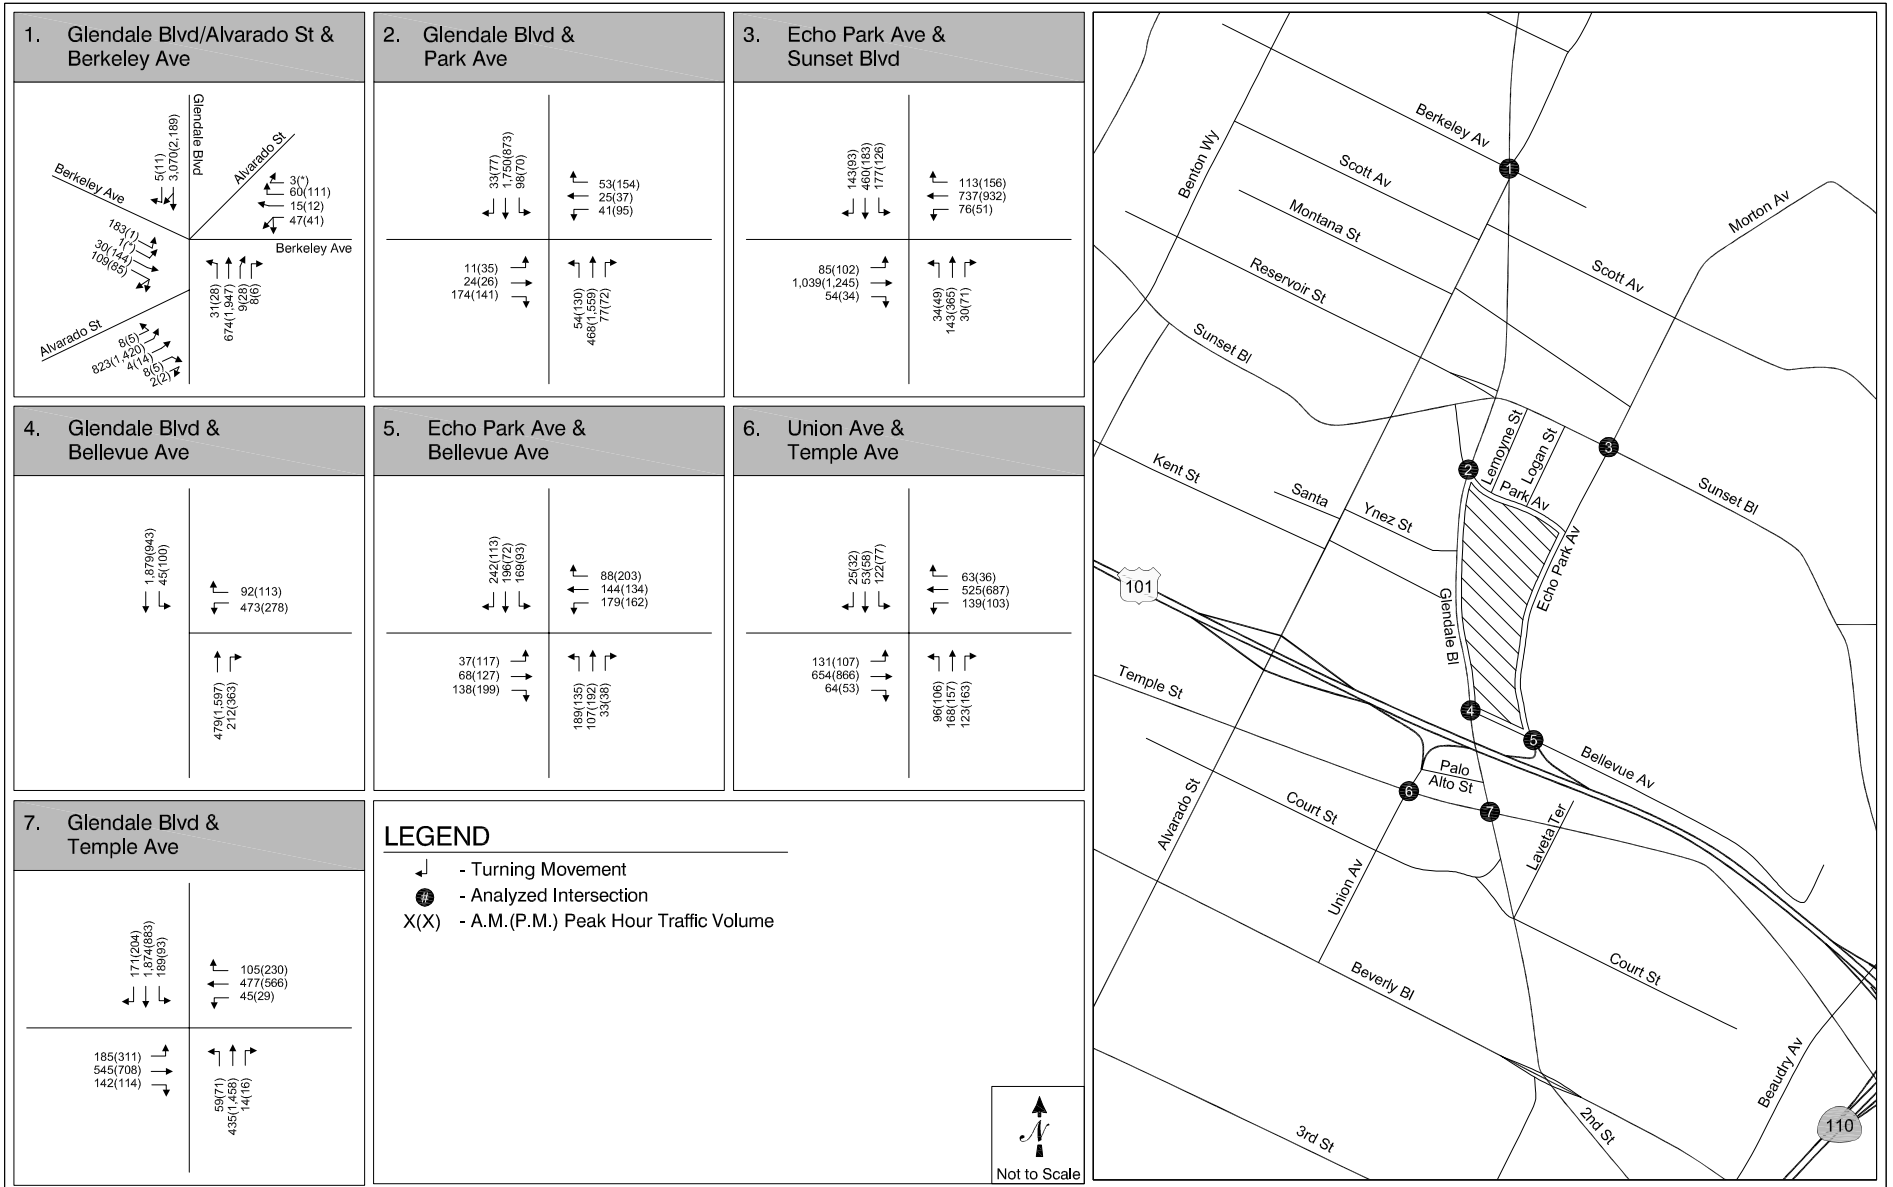 1. Glendale Blvd/Alvarado St &
Berkeley Ave
Glendale Blvd
Alvarado St
Berkeley Ave
Berkeley Ave
Alvarado St
5(11)
3,070(2,189)
3(*)
60(111)
15(12)
47(41)
183(1)
1(*)
30(144)
109(85)
31(28)
674(1,947)
9(28)
8(6)
8(5)
823(1,420)
4(14)
8(5)
2(2)
2. Glendale Blvd &
Park Ave
33(77)
1,750(873)
98(70)
53(154)
25(37)
41(95)
11(35)
24(26)
174(141)
54(130)
468(1,559)
77(72)
3. Echo Park Ave &
Sunset Blvd
143(93)
460(183)
177(126)
113(156)
737(932)
76(51)
85(102)
1,039(1,245)
54(34)
34(49)
143(365)
30(71)
4. Glendale Blvd &
Bellevue Ave
1,879(943)
45(100)
92(113)
473(278)
479(1,597)
212(363)
5. Echo Park Ave &
Bellevue Ave
242(113)
196(72)
169(93)
88(203)
144(134)
179(162)
37(117)
68(127)
138(199)
189(135)
107(192)
33(38)
6. Union Ave &
Temple Ave
25(32)
53(58)
122(77)
63(36)
525(687)
139(103)
131(107)
654(866)
64(53)
96(106)
168(157)
123(163)
7. Glendale Blvd &
Temple Ave
171(204)
1,874(883)
189(93)
105(230)
477(566)
45(29)
185(311)
545(708)
142(114)
59(71)
435(1,458)
14(16)
LEGEND
- Turning Movement
# - Analyzed Intersection
X(X) - A.M.(P.M.) Peak Hour Traffic Volume
N
Not to Scale
Berkeley Av
1
Benton Wy
Scott Av
Montana St
Morton Av
Reservoir St
Scott Av
Sunset Bl
Lemoyne St
Logan St
3
2
Kent St
Santa
Ynez St
Park Av
Sunset Bl
Echo Park Av
101
Glendale Bl
Temple St
4
5
Bellevue Av
Palo
Alto St
6
7
Court St
Laveta Ter
Alvarado St
Union Av
Court St
Beverly Bl
Beaudry Av
2nd St
3rd St
110